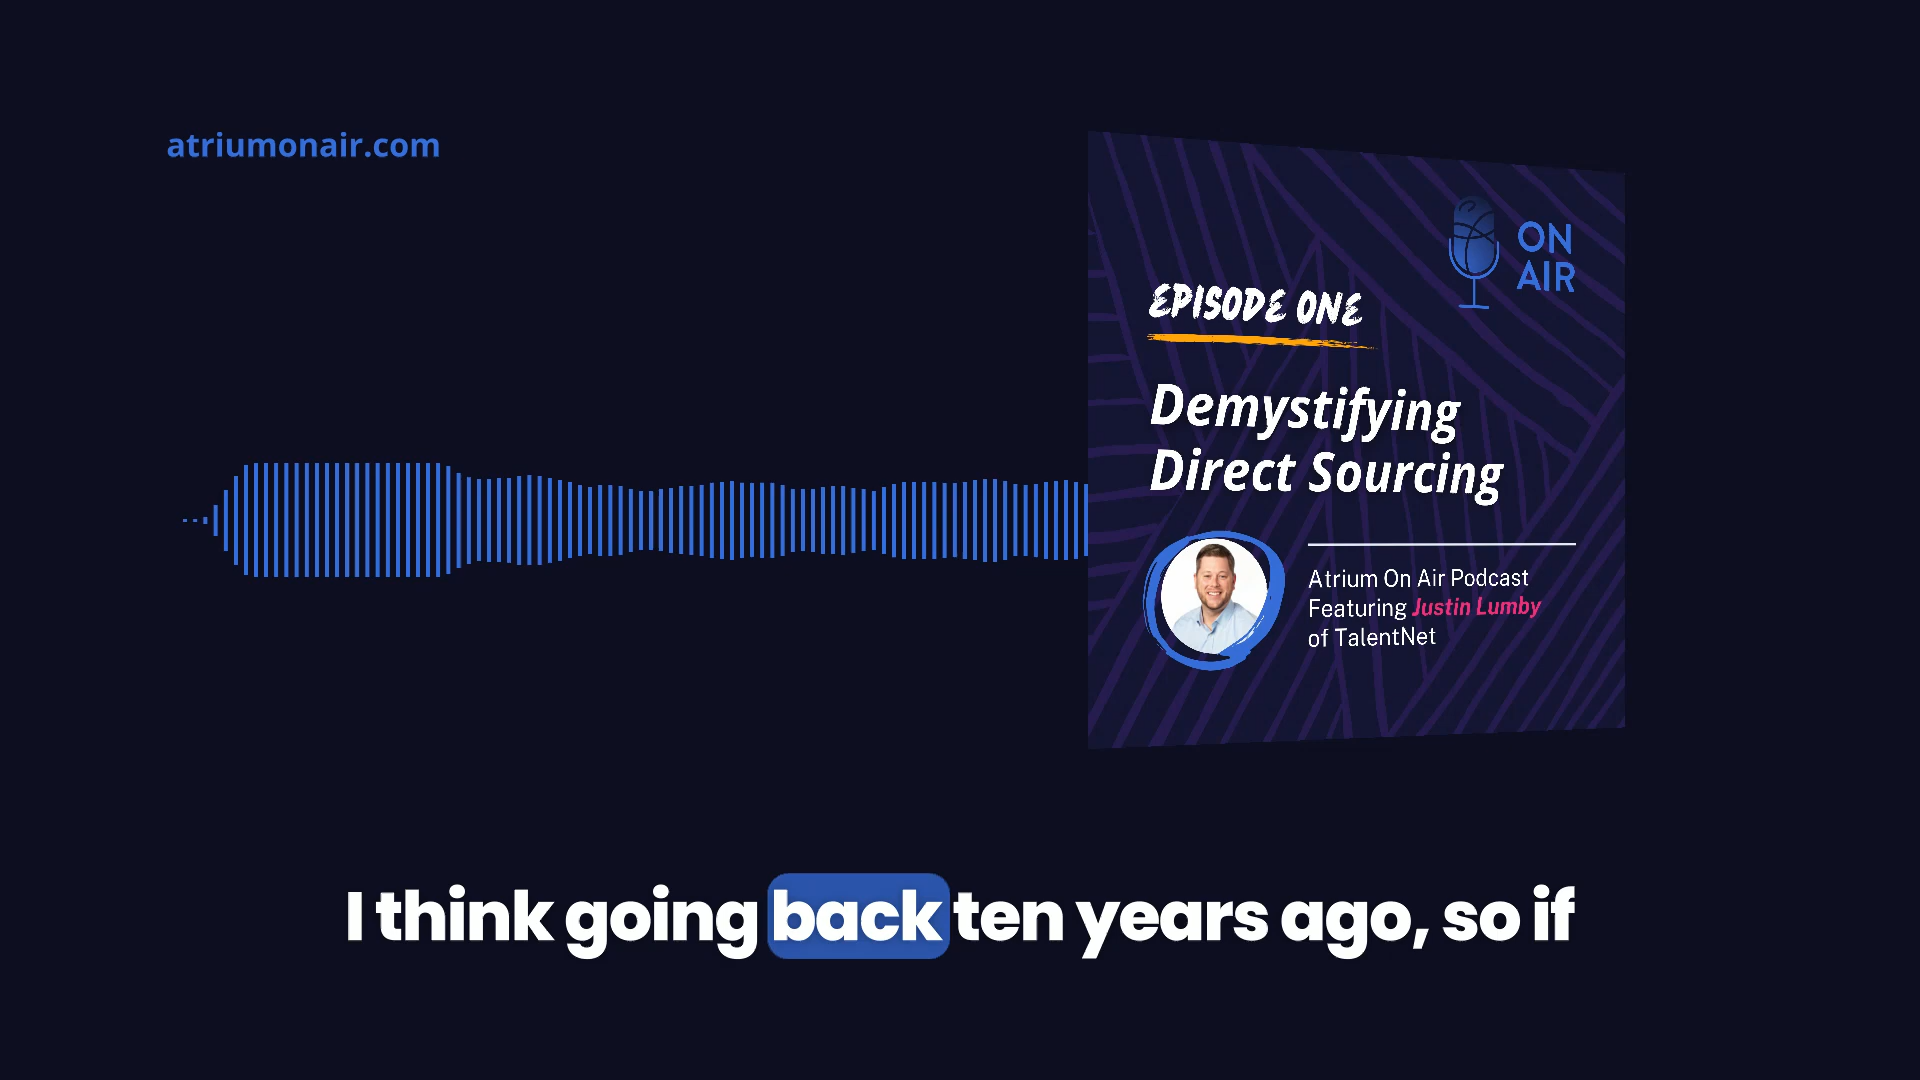 atriumonair.com
ON
AIR
EPISODE ONE
Demystifying
Direct Sourcing
Atrium On Air Podcast
Featuring Justin Lumby
of TalentNet
I think going back ten years ago, so if